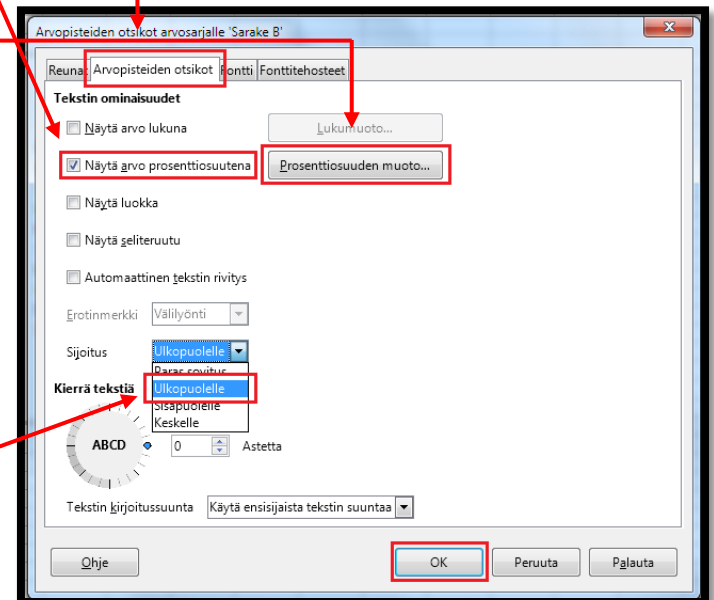 Arvopisteiden otsikot arvosarjalle 'Sarake B'
Reunat Arvopisteiden otsikot Fontti Fonttitehosteet
Tekstin ominaisuudet
Näytä arvo lukuna Lukumuoto...
Näytä arvo prosenttiosuutena Prosenttiosuuden muoto...
Näytä luokka
Näytä seliteruutu
Automaattinen tekstin rivitys
Erotinmerkki Välilyönti
Sijoitus Ulkopuolelle
Paras sovitus
Kierrä tekstiä Ulkopuolelle
Sisäpuolelle
Keskelle
ABCD 0 Astetta
Tekstin kirjoitussuunta Käytä ensisijaista tekstin suuntaa
Ohje OK Peruuta Palauta